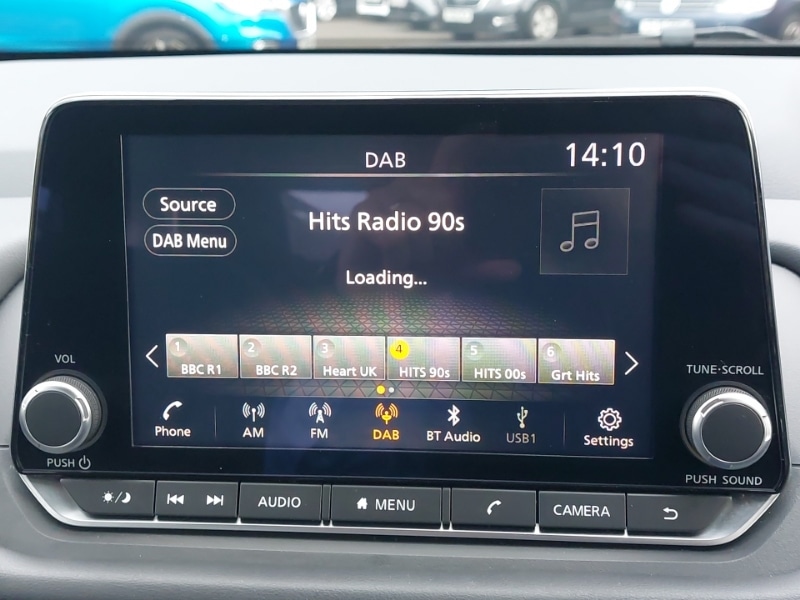 DAB
14:10
Source
Hits Radio 90s
DAB Menu
Loading...
1 2 3 4 5 6
BBC R1 BBC R2 Heart UK HITS 90s HITS 00s Grt Hits
Phone AM FM DAB BT Audio USB1 Settings
VOL
PUSH
TUNE·SCROLL
PUSH SOUND
AUDIO MENU CAMERA